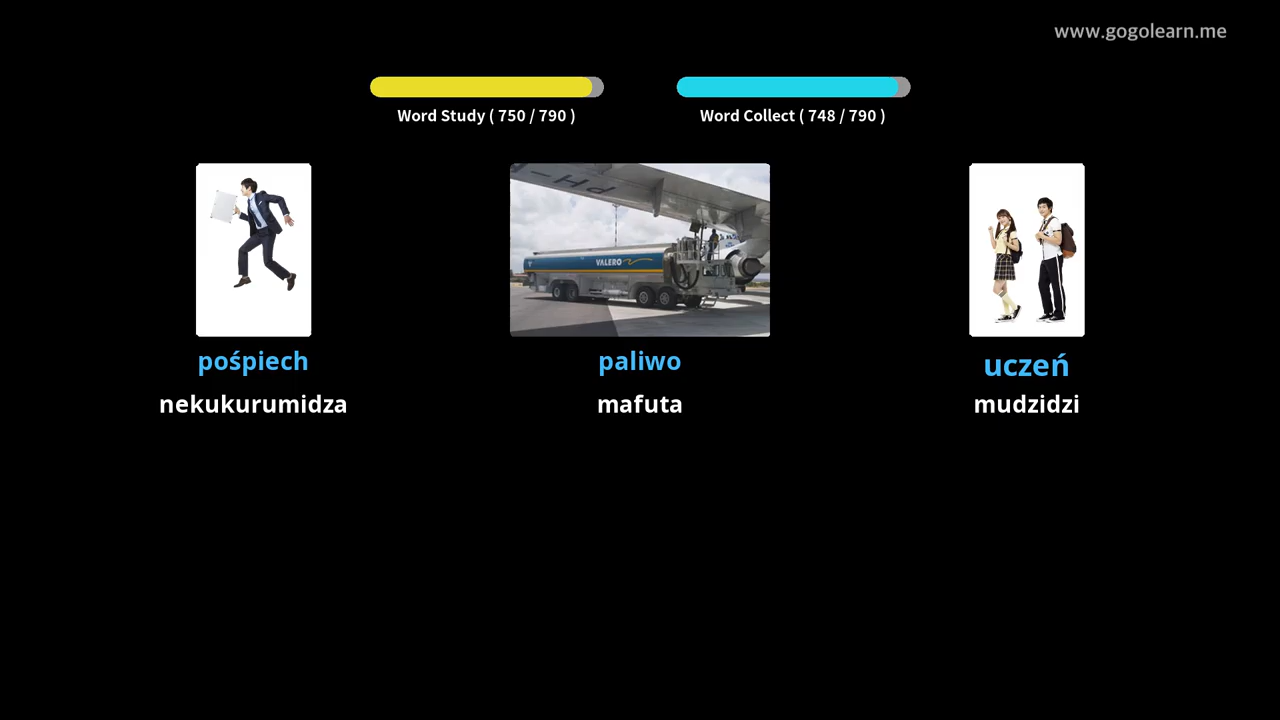 www.gogolearn.me
Word Study ( 750 / 790 )
Word Collect ( 748 / 790 )
VALERO
pośpiech
paliwo
uczeń
nekukurumidza
mafuta
mudzidzi